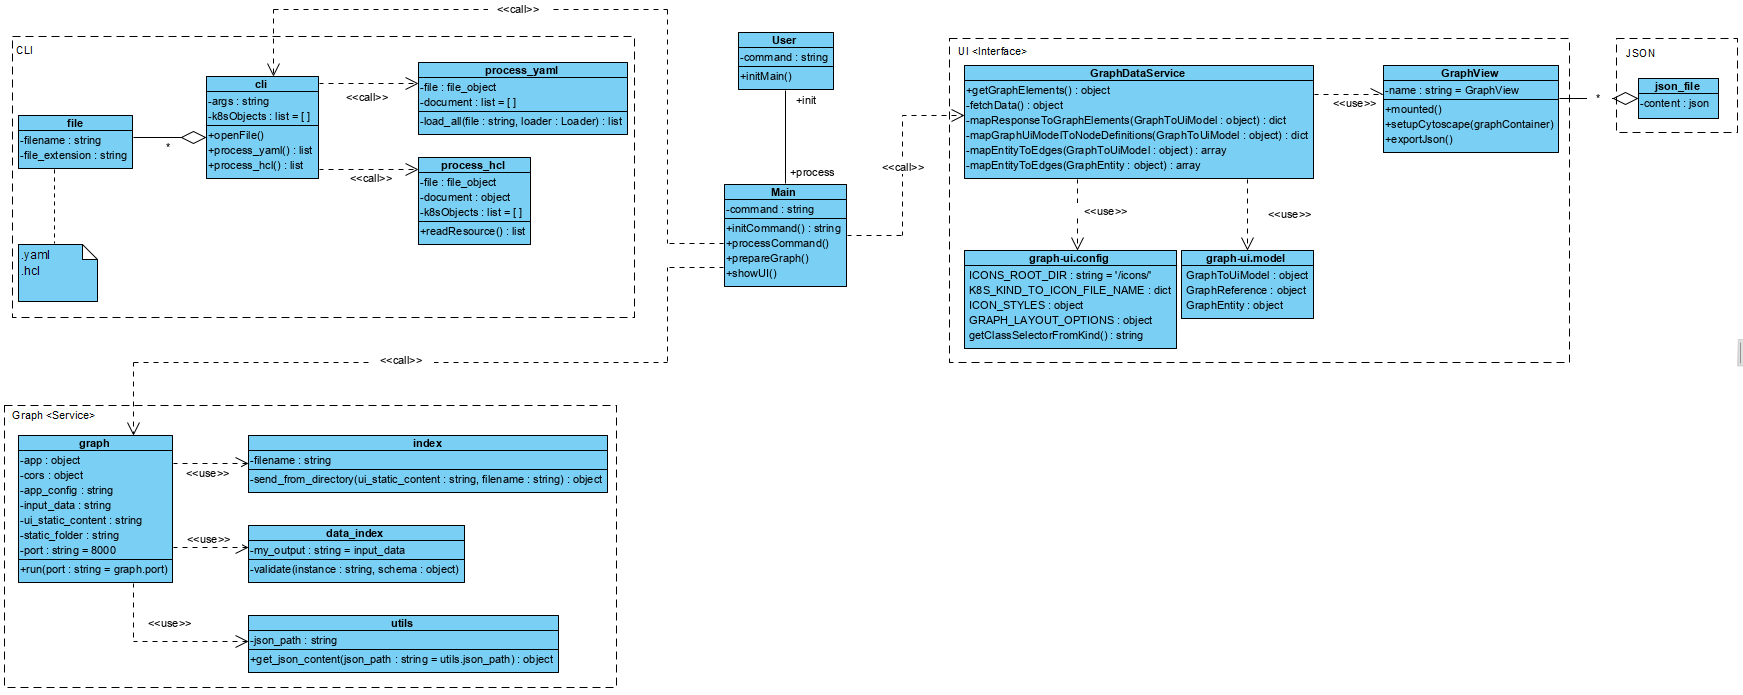 <<call>>
CLI
cli
-args : string
-k8sObjects : list = [ ]
+openFile()
+process_yaml() : list
+process_hcl() : list
<<call>>
process_yaml
-file : file_object
-document : list = [ ]
-load_all(file : string, loader : Loader) : list
file
-filename : string
-file_extension : string
*
<<call>>
process_hcl
-file : file_object
-document : object
-k8sObjects : list = [ ]
+readResource() : list
.yaml
.hcl
User
-command : string
+initMain()
+init
+process
Main
-command : string
+initCommand() : string
+processCommand()
+prepareGraph()
+showUI()
<<call>>
UI <Interface>
GraphDataService
+getGraphElements() : object
-fetchData() : object
-mapResponseToGraphElements(GraphToUiModel : object) : dict
-mapGraphUiModelToNodeDefinitions(GraphToUiModel : object) : dict
-mapEntityToEdges(GraphToUiModel : object) : array
-mapEntityToEdges(GraphEntity : object) : array
<<use>>
GraphView
-name : string = GraphView
+mounted()
+setupCytoscape(graphContainer)
+exportJson()
*
JSON
json_file
-content : json
<<use>>
<<use>>
graph-ui.config
ICONS_ROOT_DIR : string = '/icons/'
K8S_KIND_TO_ICON_FILE_NAME : dict
ICON_STYLES : object
GRAPH_LAYOUT_OPTIONS : object
getClassSelectorFromKind() : string
graph-ui.model
GraphToUiModel : object
GraphReference : object
GraphEntity : object
<<call>>
Graph <Service>
graph
-app : object
-cors : object
-app_config : string
-input_data : string
-ui_static_content : string
-static_folder : string
-port : string = 8000
+run(port : string = graph.port)
<<use>>
index
-filename : string
-send_from_directory(ui_static_content : string, filename : string) : object
<<use>>
data_index
-my_output : string = input_data
-validate(instance : string, schema : object)
<<use>>
utils
-json_path : string
+get_json_content(json_path : string = utils.json_path) : object